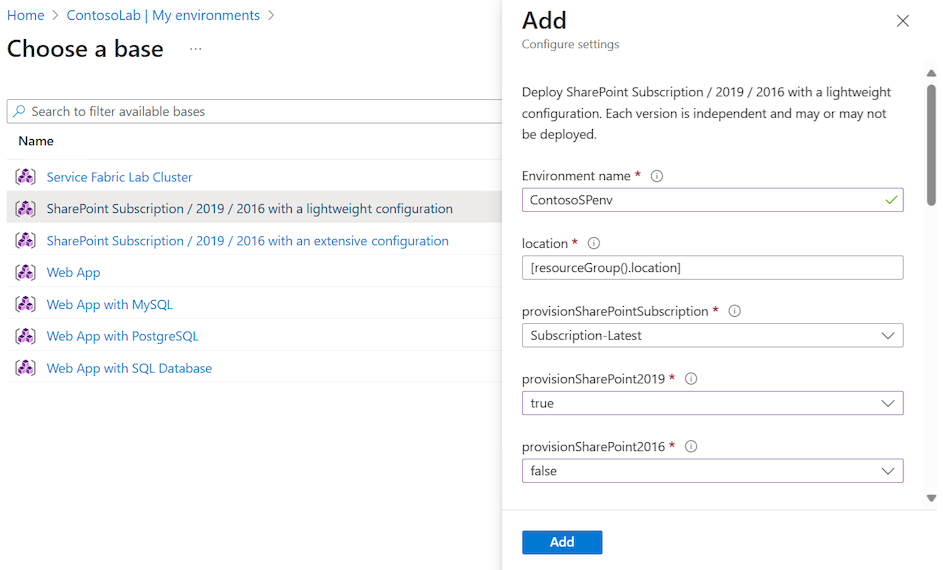 Home > ContosoLab | My environments >
Choose a base ...
Search to filter available bases
Name
Service Fabric Lab Cluster
SharePoint Subscription / 2019 / 2016 with a lightweight configuration
SharePoint Subscription / 2019 / 2016 with an extensive configuration
Web App
Web App with MySQL
Web App with PostgreSQL
Web App with SQL Database
Add
Configure settings
Deploy SharePoint Subscription / 2019 / 2016 with a lightweight
configuration. Each version is independent and may or may not
be deployed.
Environment name *
ContosoSPenv
location *
[resourceGroup().location]
provisionSharePointSubscription *
Subscription-Latest
provisionSharePoint2019 *
true
provisionSharePoint2016 *
false
Add